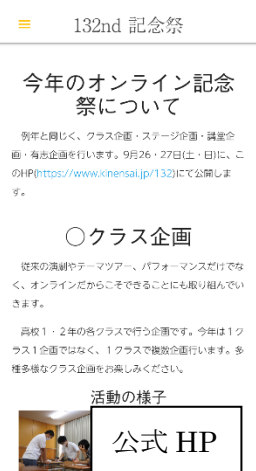 132nd 記念祭
今年のオンライン記念
祭について
例年と同じく、クラス企画・ステージ企画・講堂企
画・有志企画を行います。9月26・27日(土・日)に、こ
のHP(https://www.kinensai.jp/132)にて公開しま
す。
〇クラス企画
従来の演劇やテーマツアー、パフォーマンスだけでな
く、オンラインだからこそできることにも取り組んでい
きます。
高校１・２年の各クラスで行う企画です。今年は１ク
ラス１企画ではなく、１クラスで複数企画行います。多
種多様なクラス企画をお楽しみください。
活動の様子
公式 HP